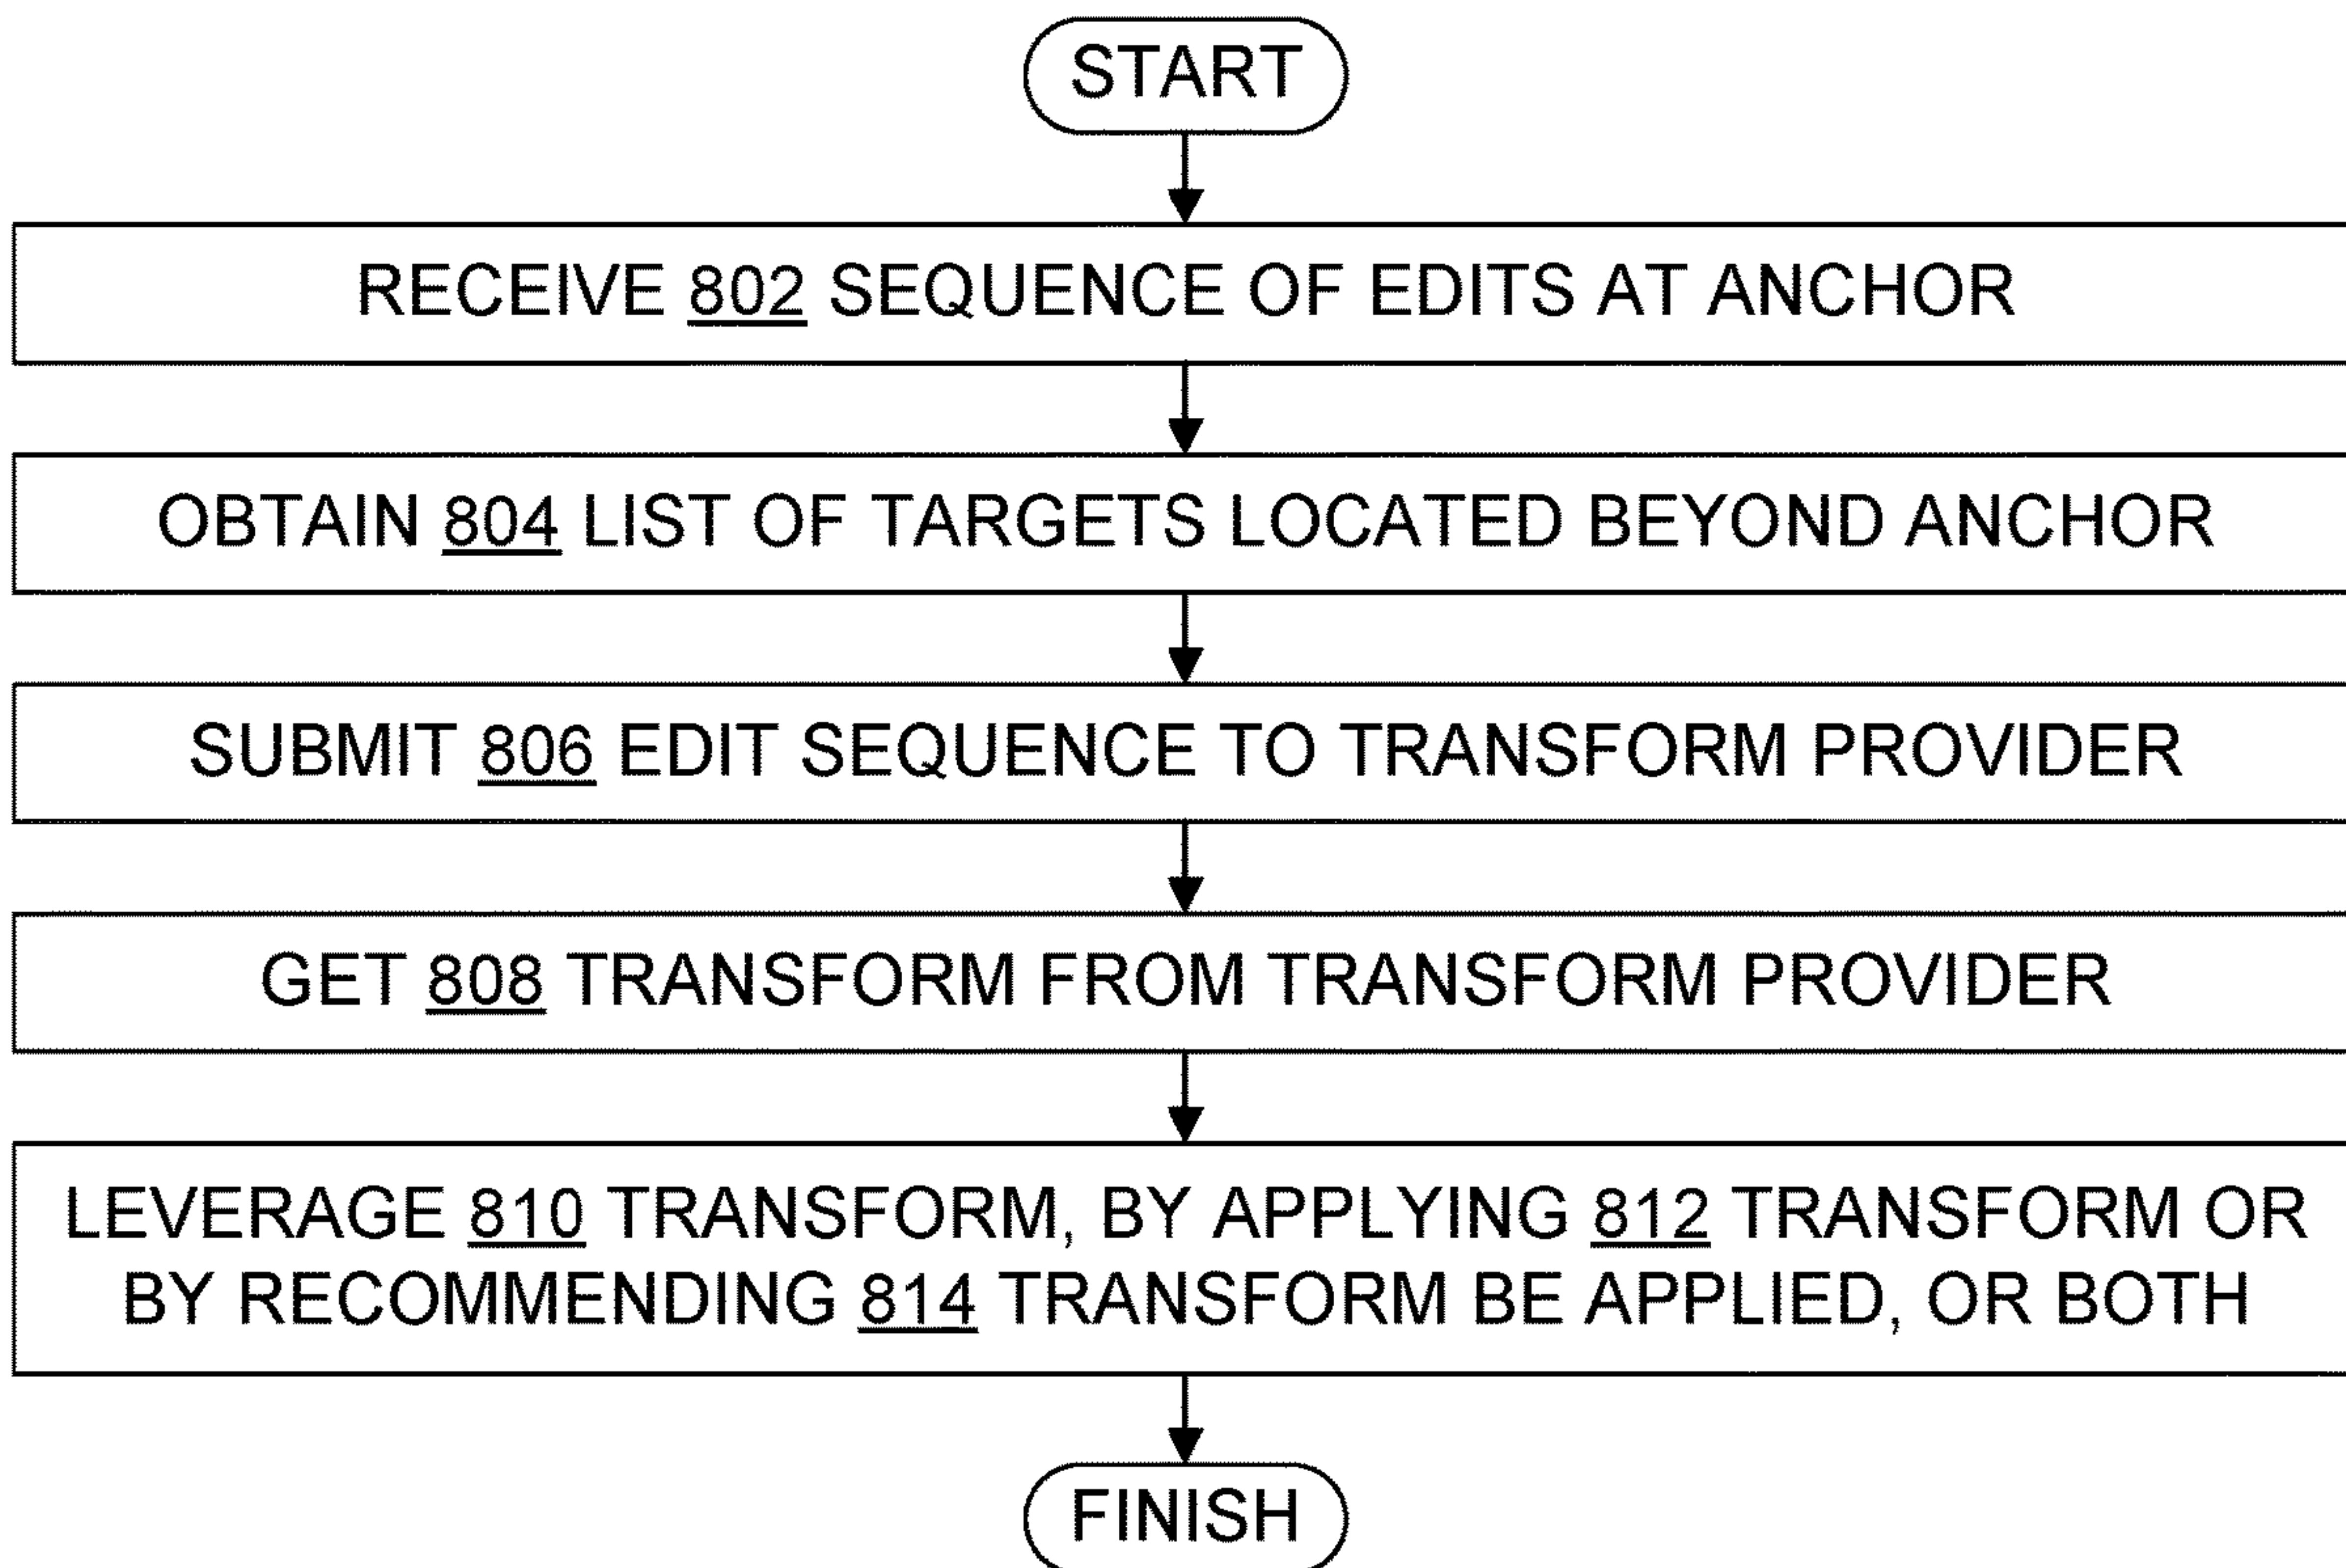 START
RECEIVE 802 SEQUENCE OF EDITS AT ANCHOR
OBTAIN 804 LIST OF TARGETS LOCATED BEYOND ANCHOR
SUBMIT 806 EDIT SEQUENCE TO TRANSFORM PROVIDER
GET 808 TRANSFORM FROM TRANSFORM PROVIDER
LEVERAGE 810 TRANSFORM, BY APPLYING 812 TRANSFORM OR
BY RECOMMENDING 814 TRANSFORM BE APPLIED, OR BOTH
FINISH